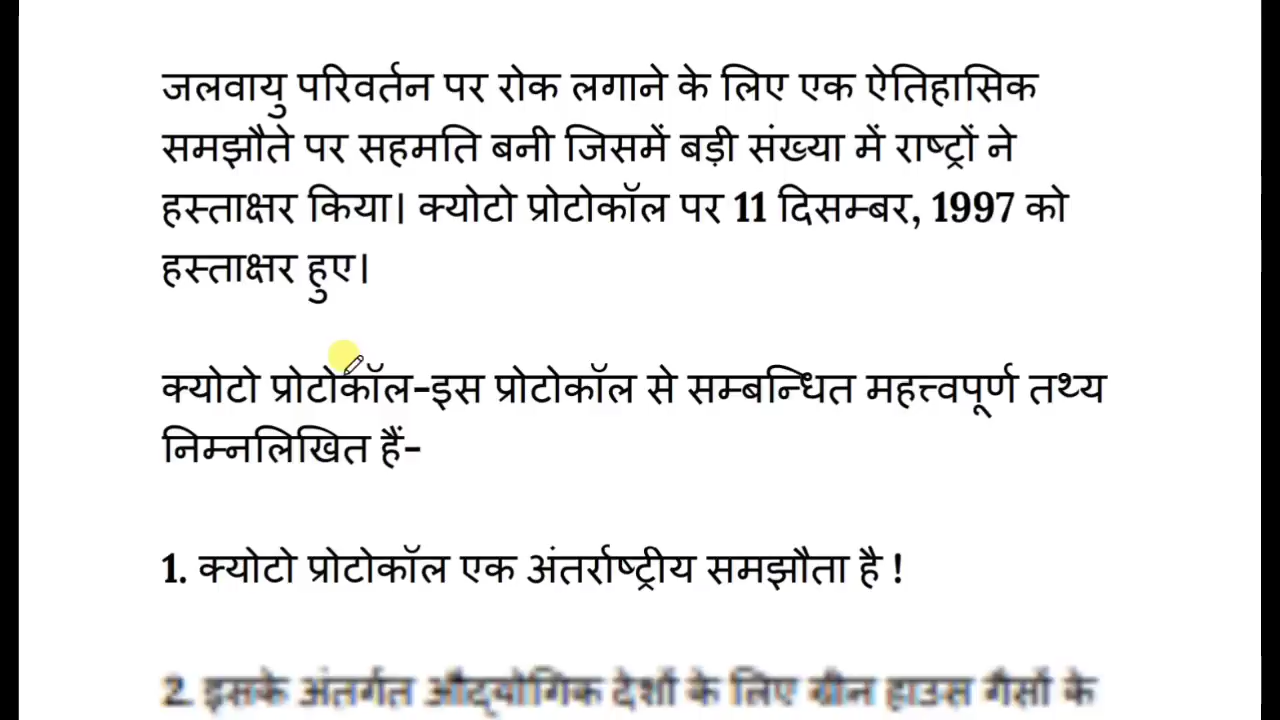 जलवायु परिवर्तन पर रोक लगाने के लिए एक ऐतिहासिक
समझौते पर सहमति बनी जिसमें बड़ी संख्या में राष्ट्रों ने
हस्ताक्षर किया। क्योटो प्रोटोकॉल पर 11 दिसम्बर, 1997 को
हस्ताक्षर हुए।
क्योटो प्रोटोकॉल-इस प्रोटोकॉल से सम्बन्धित महत्त्वपूर्ण तथ्य
निम्नलिखित हैं-
1. क्योटो प्रोटोकॉल एक अंतर्राष्ट्रीय समझौता है !
2. इसके अंतर्गत औद्योगिक देशों के लिए ग्रीन हाउस गैसों के